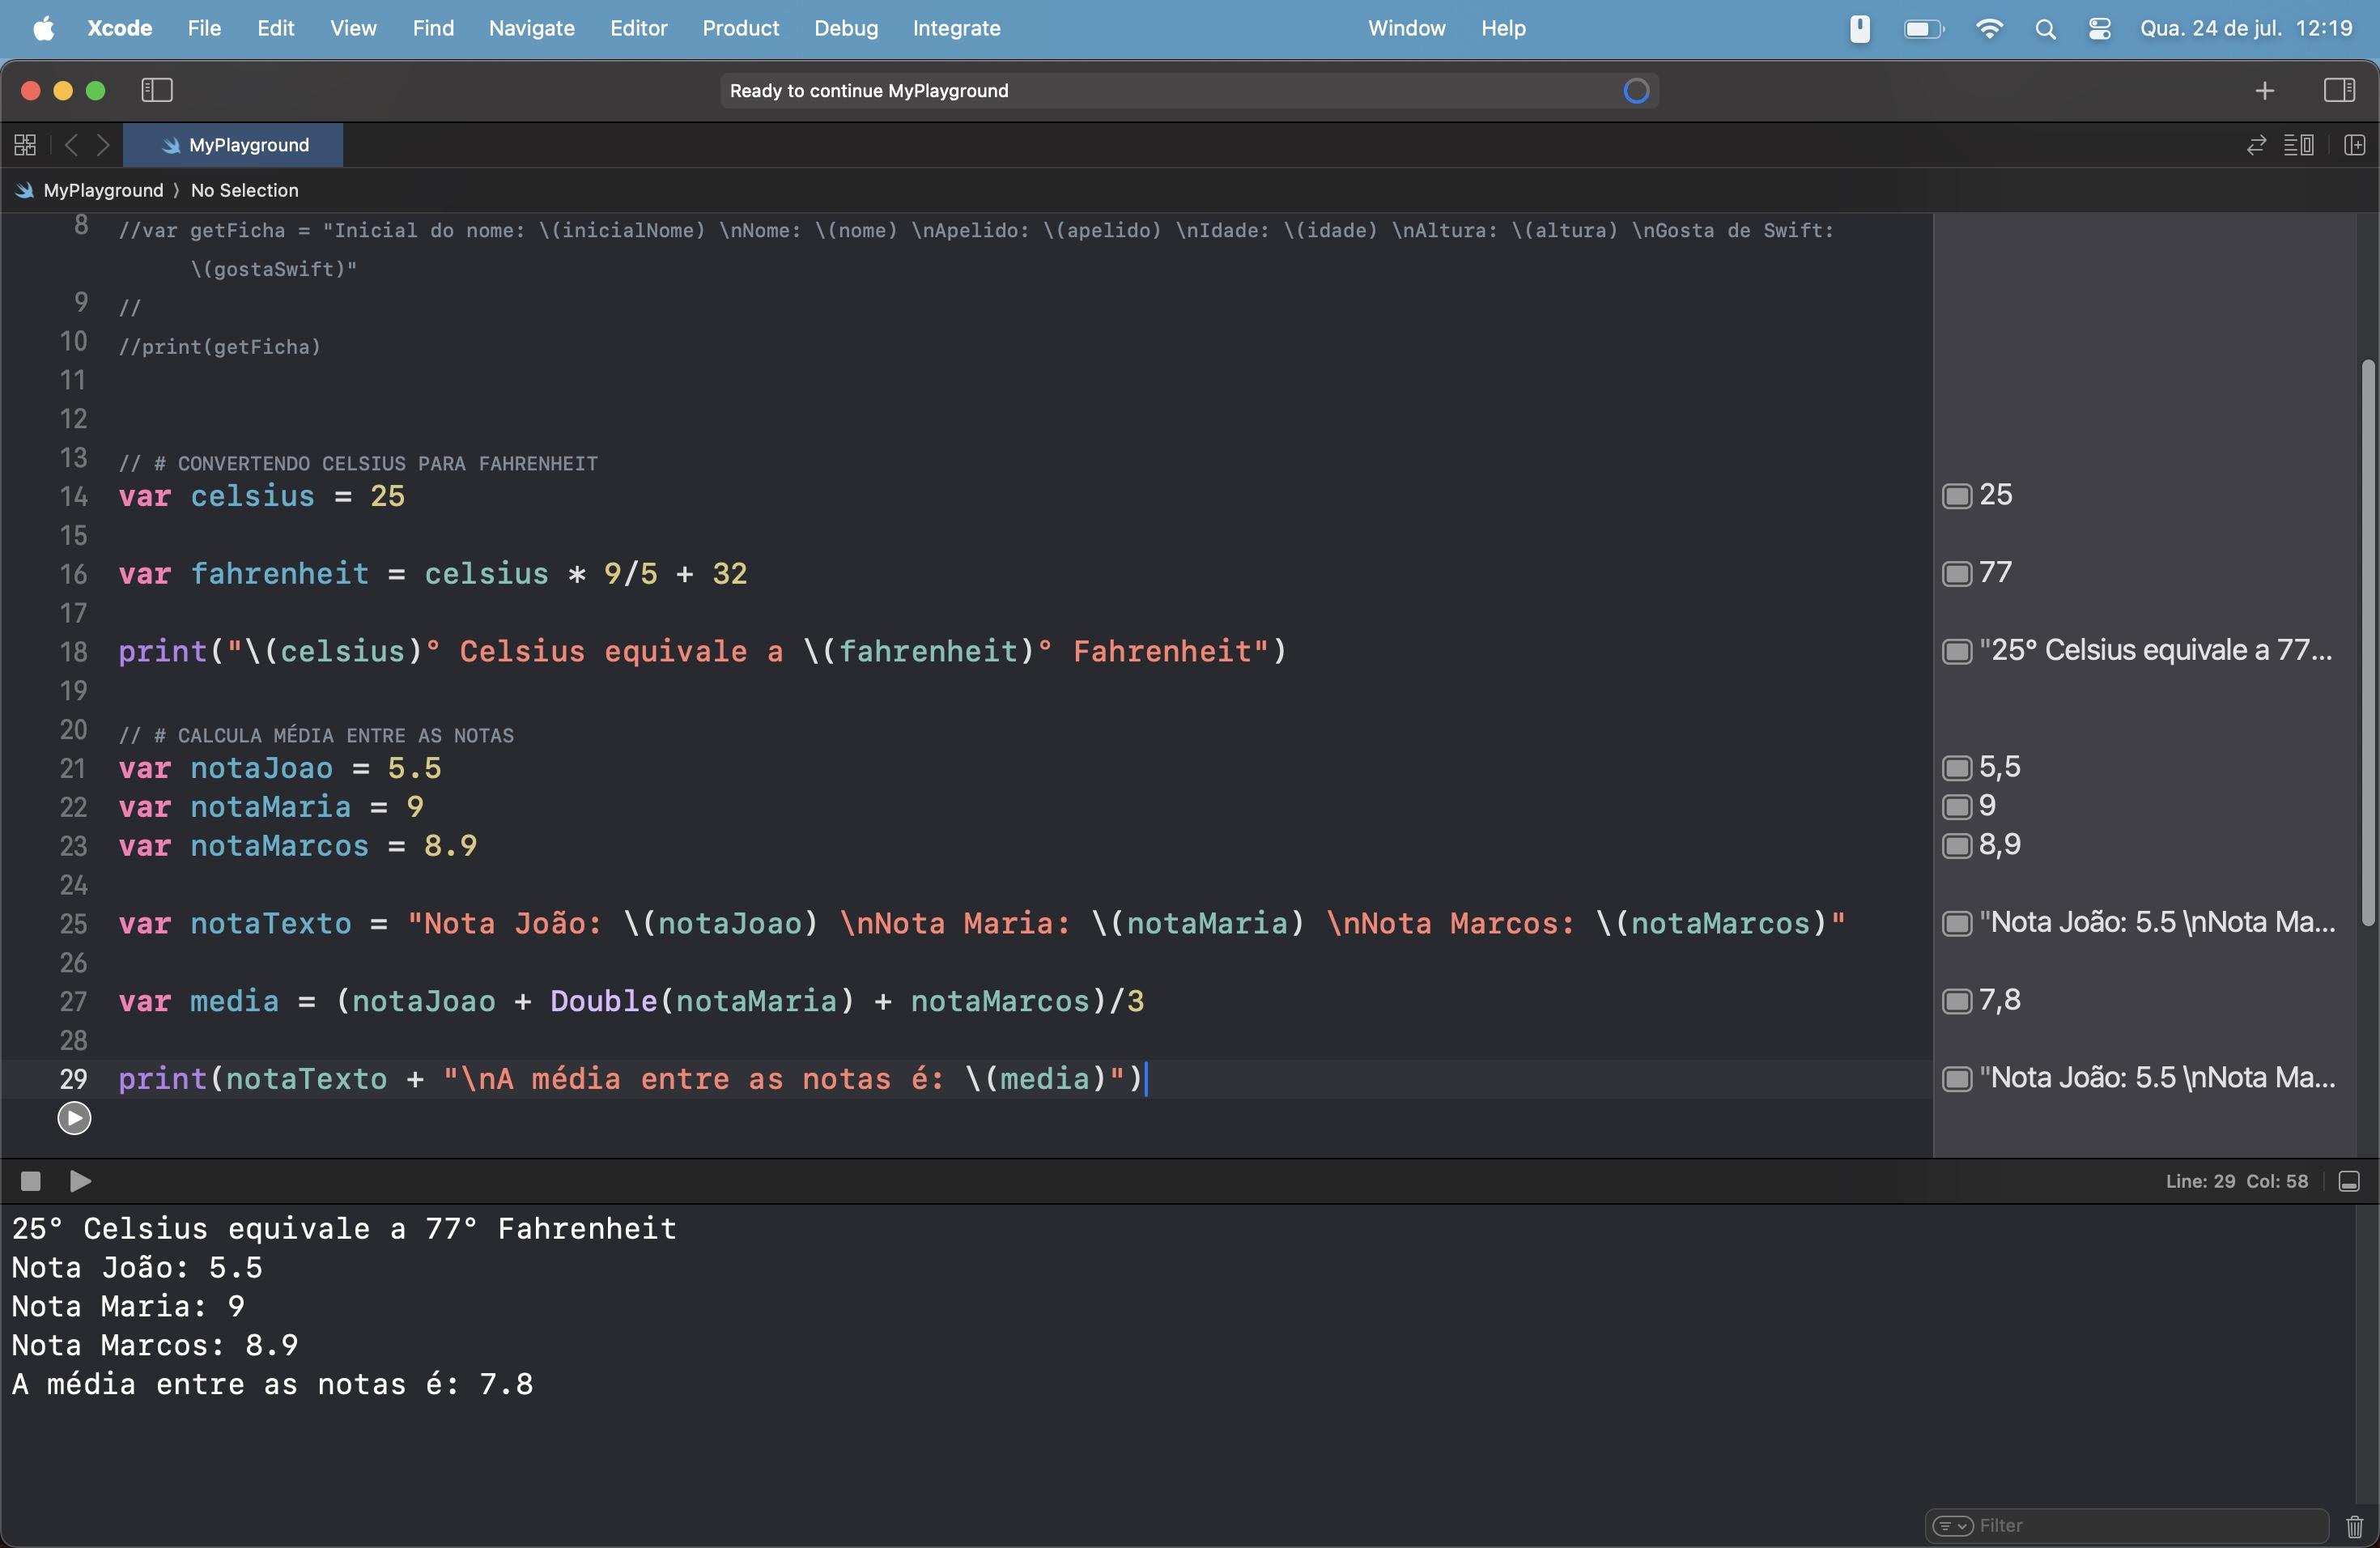 Xcode File Edit View Find Navigate Editor Product Debug Integrate Window Help Qua. 24 de jul. 12:19
Ready to continue MyPlayground
MyPlayground
MyPlayground 〉 No Selection
8 //var getFicha = "Inicial do nome: \(inicialNome) \nNome: \(nome) \nApelido: \(apelido) \nIdade: \(idade) \nAltura: \(altura) \nGosta de Swift:
\(gostaSwift)"
9 //
10 //print(getFicha)
11
12
13 // # CONVERTENDO CELSIUS PARA FAHRENHEIT
14 var celsius = 25 25
15
16 var fahrenheit = celsius * 9/5 + 32 77
17
18 print("\(celsius)° Celsius equivale a \(fahrenheit)° Fahrenheit") "25° Celsius equivale a 77...
19
20 // # CALCULA MÉDIA ENTRE AS NOTAS
21 var notaJoao = 5.5 5,5
22 var notaMaria = 9 9
23 var notaMarcos = 8.9 8,9
24
25 var notaTexto = "Nota João: \(notaJoao) \nNota Maria: \(notaMaria) \nNota Marcos: \(notaMarcos)" "Nota João: 5.5 \nNota Ma...
26
27 var media = (notaJoao + Double(notaMaria) + notaMarcos)/3 7,8
28
29 print(notaTexto + "\nA média entre as notas é: \(media)") "Nota João: 5.5 \nNota Ma...
Line: 29 Col: 58
25° Celsius equivale a 77° Fahrenheit
Nota João: 5.5
Nota Maria: 9
Nota Marcos: 8.9
A média entre as notas é: 7.8
Filter